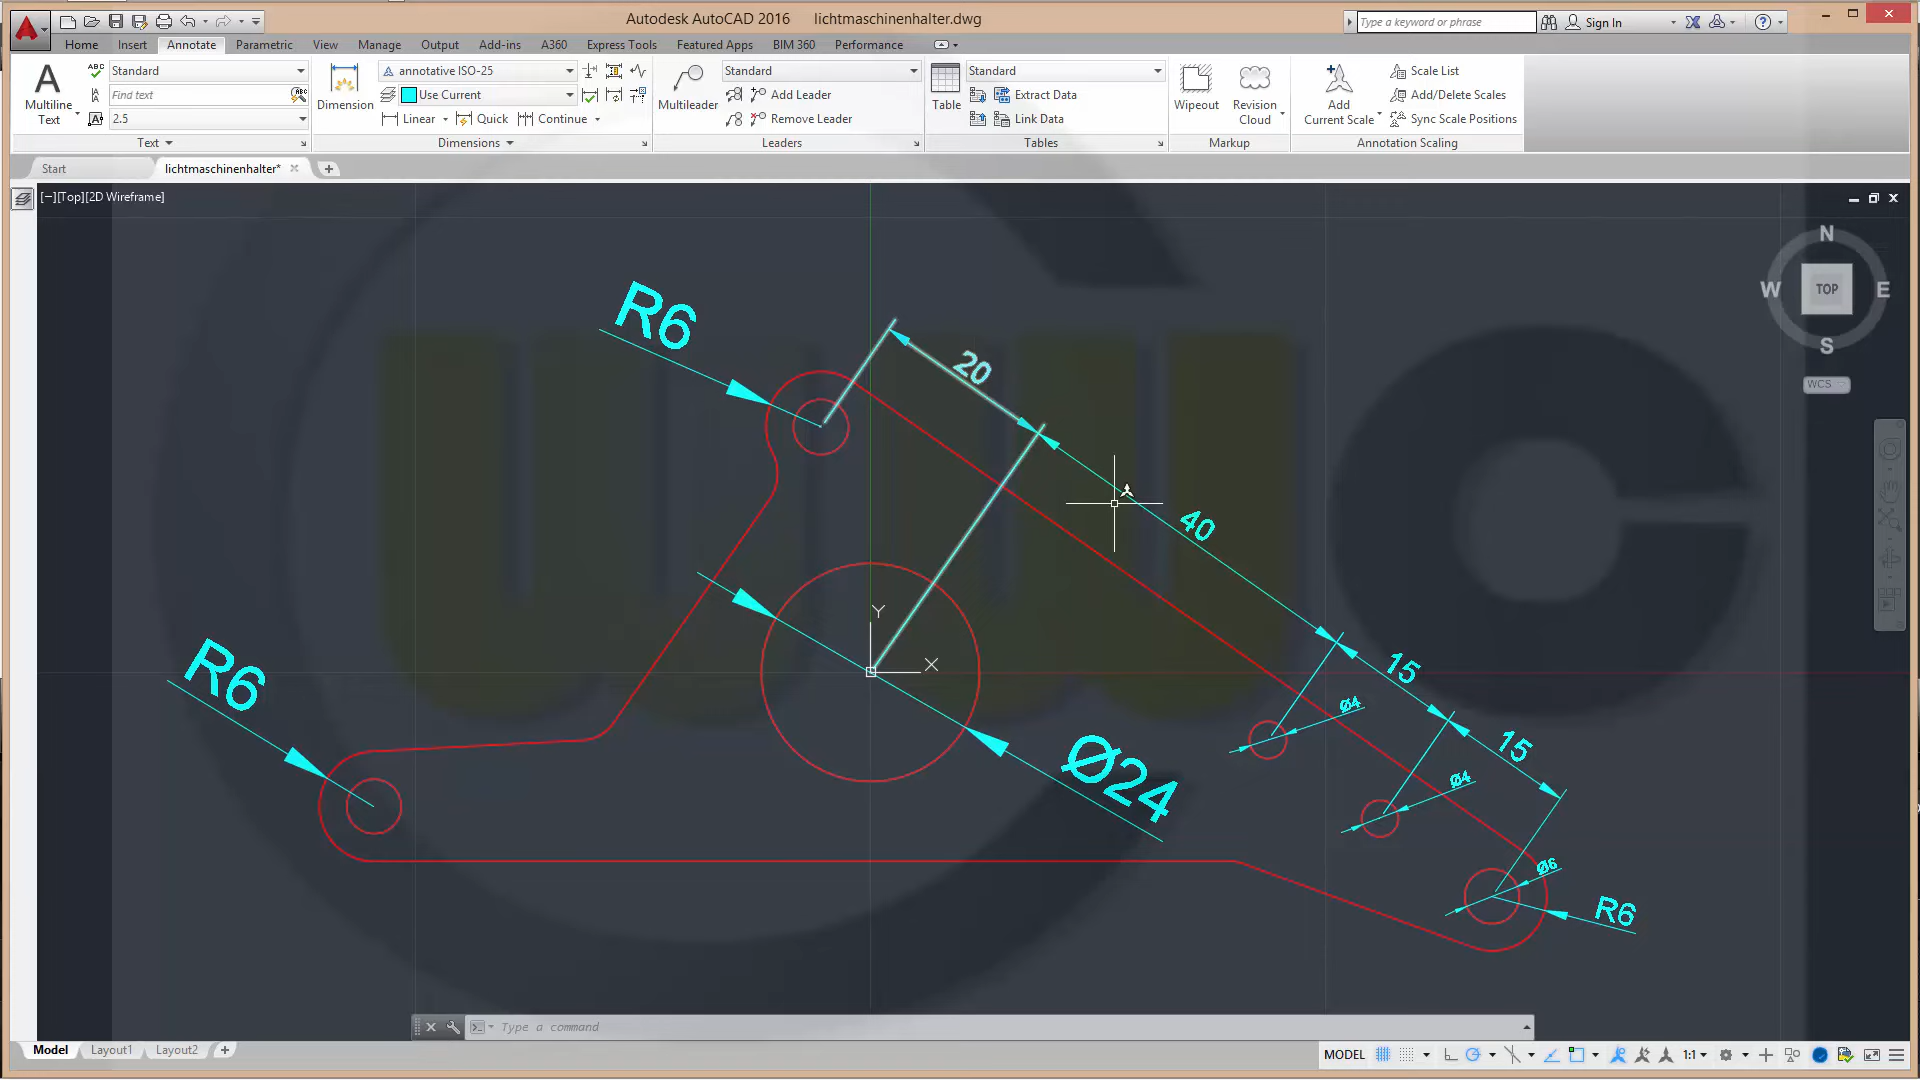 Autodesk AutoCAD 2016 lichtmaschinenhalter.dwg
Type a keyword or phrase
Sign In
Home Insert Annotate Parametric View Manage Output Add-ins A360 Express Tools Featured Apps BIM 360 Performance
A
Multiline
Text
ABC
Standard
Find text
2.5
Text
Dimension
annotative ISO-25
Use Current
Linear Quick Continue
Dimensions
Multileader
Standard
Add Leader
Remove Leader
Leaders
Table
Standard
Extract Data
Link Data
Tables
Wipeout
Revision
Cloud
Markup
Add
Current Scale
Scale List
Add/Delete Scales
Sync Scale Positions
Annotation Scaling
Start lichtmaschinenhalter*
[−][Top][2D Wireframe]
N
W TOP E
S
WCS
R6
20
40
Y
X
R6
15
Ø4
15
Ø24
Ø4
Ø6
R6
Type a command
Model Layout1 Layout2
MODEL
1:1